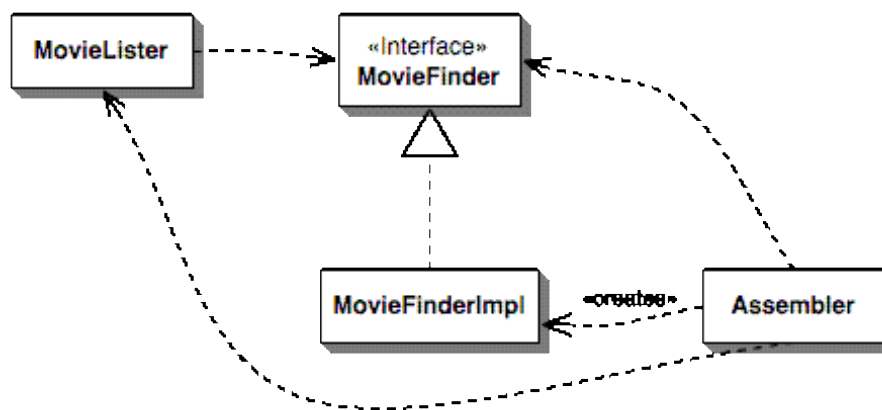 MovieLister
«Interface»
MovieFinder
MovieFinderImpl
«creates»
Assembler